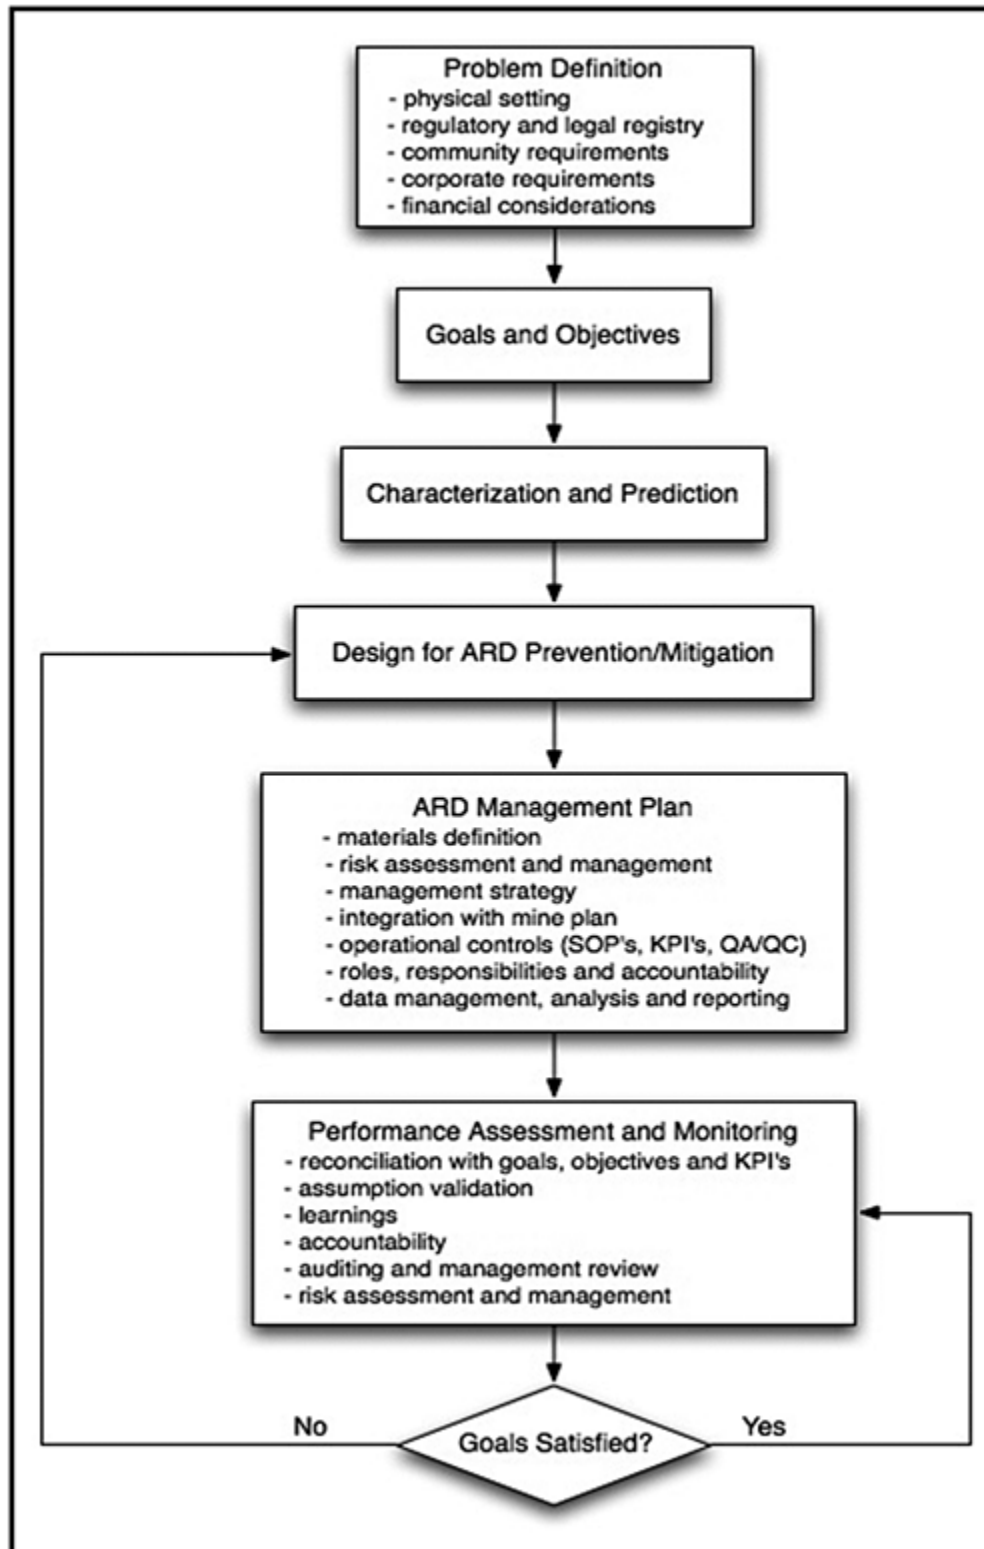 Problem Definition
- physical setting
- regulatory and legal registry
- community requirements
- corporate requirements
- financial considerations
Goals and Objectives
Characterization and Prediction
Design for ARD Prevention/Mitigation
ARD Management Plan
- materials definition
- risk assessment and management
- management strategy
- integration with mine plan
- operational controls (SOP's, KPI's, QA/QC)
- roles, responsibilities and accountability
- data management, analysis and reporting
Performance Assessment and Monitoring
- reconciliation with goals, objectives and KPI's
- assumption validation
- learnings
- accountability
- auditing and management review
- risk assessment and management
No
Goals Satisfied?
Yes